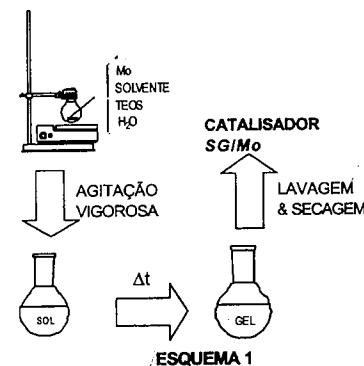 Mo
SOLVENTE
TEOS
H₂O
CATALISADOR
SG/Mo
AGITAÇÃO
VIGOROSA
LAVAGEM
& SECAGEM
Δt
SOL
GEL
ESQUEMA 1